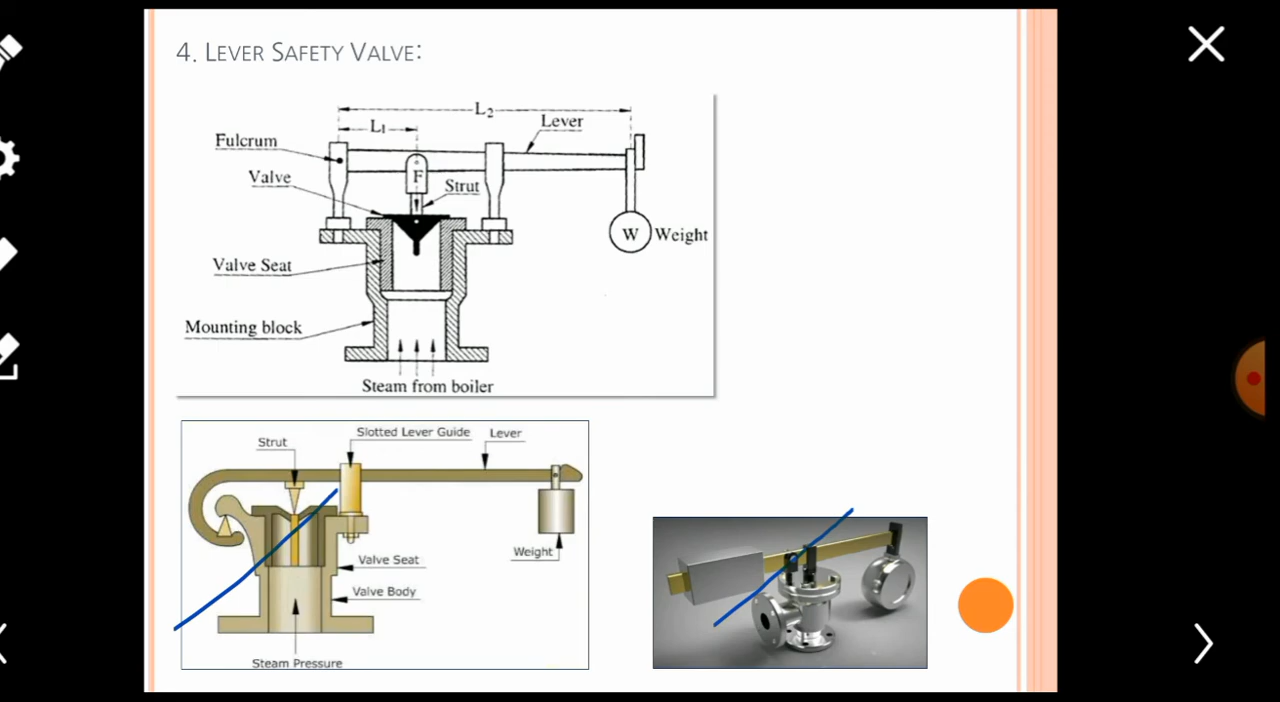 4. LEVER SAFETY VALVE:
L₂
L₁
Lever
Fulcrum
Valve
F
Strut
W Weight
Valve Seat
Mounting block
Steam from boiler
Slotted Lever Guide
Lever
Strut
Weight
Valve Seat
Valve Body
Steam Pressure